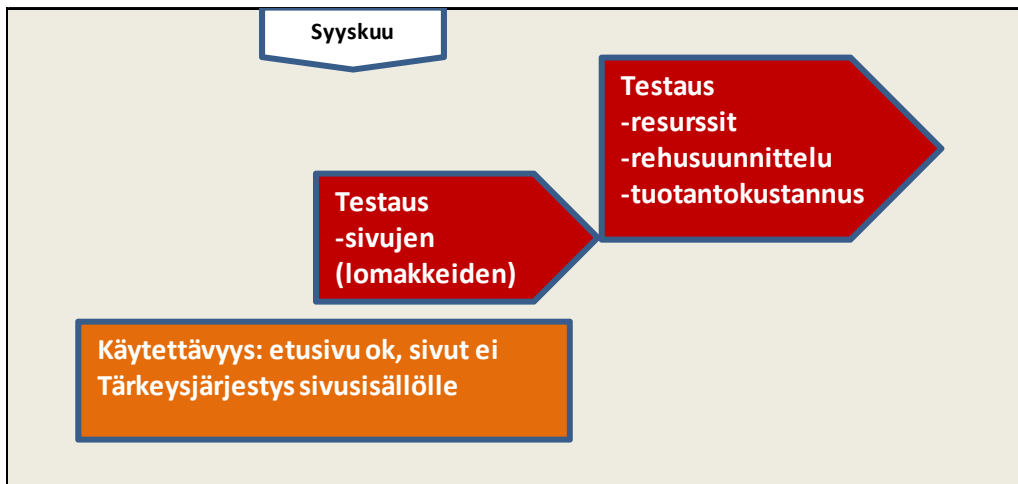 Syyskuu
Testaus
-resurssit
-rehusuunnittelu
-tuotantokustannus
Testaus
-sivujen
(lomakkeiden)
Käytettävyys: etusivu ok, sivut ei
Tärkeysjärjestys sivusisällölle